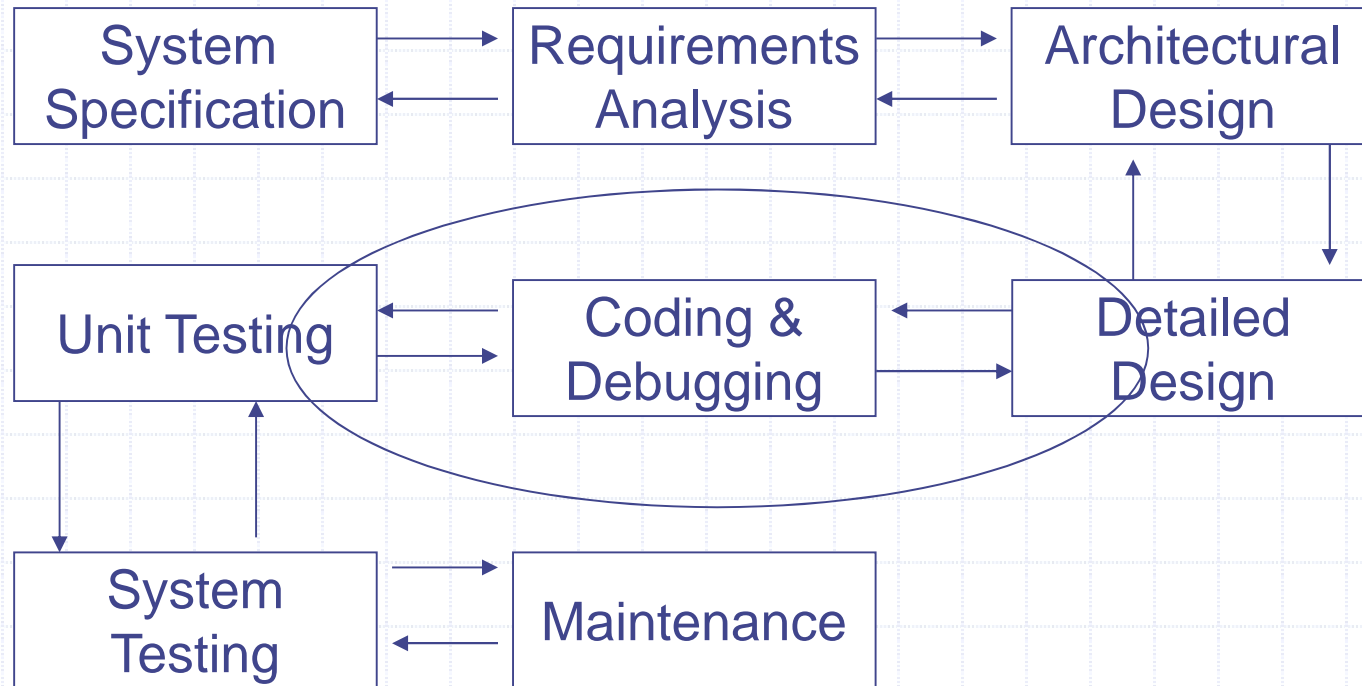 System
Specification
Requirements
Analysis
Architectural
Design
Unit Testing
Coding &
Debugging
Detailed
Design
System
Testing
Maintenance